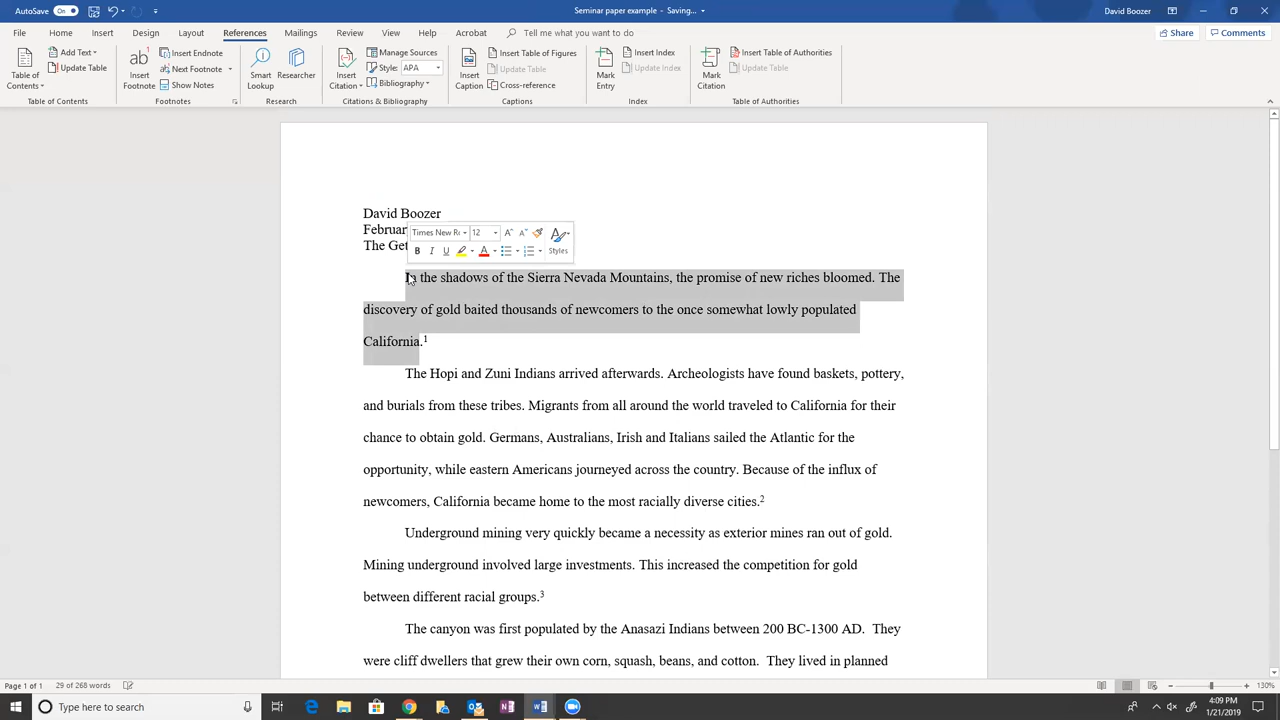 AutoSave On Seminar paper - Saving... David Boozer
File Home Insert Design Layout References Mailings Review View Help Acrobat Tell me what you want to do Share Comments
Table of Contents Add Text Update Table Insert Footnote Insert Endnote Next Footnote Show Notes Smart Lookup Researcher Insert Citation Manage Sources Style: APA Bibliography Insert Caption Insert Table of Figures Update Table Cross-reference Mark Entry Insert Index Update Index Mark Citation Insert Table of Authorities Update Table
Table of Contents Footnotes Research Citations & Bibliography Captions Index Table of Authorities
David Boozer
Februar
The Get
Times New R 12
B I U A Styles
In the shadows of the Sierra Nevada Mountains, the promise of new riches bloomed. The
discovery of gold baited thousands of newcomers to the once somewhat lowly populated
California.1
The Hopi and Zuni Indians arrived afterwards. Archeologists have found baskets, pottery,
and burials from these tribes. Migrants from all around the world traveled to California for their
chance to obtain gold. Germans, Australians, Irish and Italians sailed the Atlantic for the
opportunity, while eastern Americans journeyed across the country. Because of the influx of
newcomers, California became home to the most racially diverse cities.2
Underground mining very quickly became a necessity as exterior mines ran out of gold.
Mining underground involved large investments. This increased the competition for gold
between different racial groups.3
The canyon was first populated by the Anasazi Indians between 200 BC-1300 AD. They
were cliff dwellers that grew their own corn, squash, beans, and cotton. They lived in planned
Page 1 of 1 29 of 268 words 130%
Type here to search 4:09 PM
1/21/2019